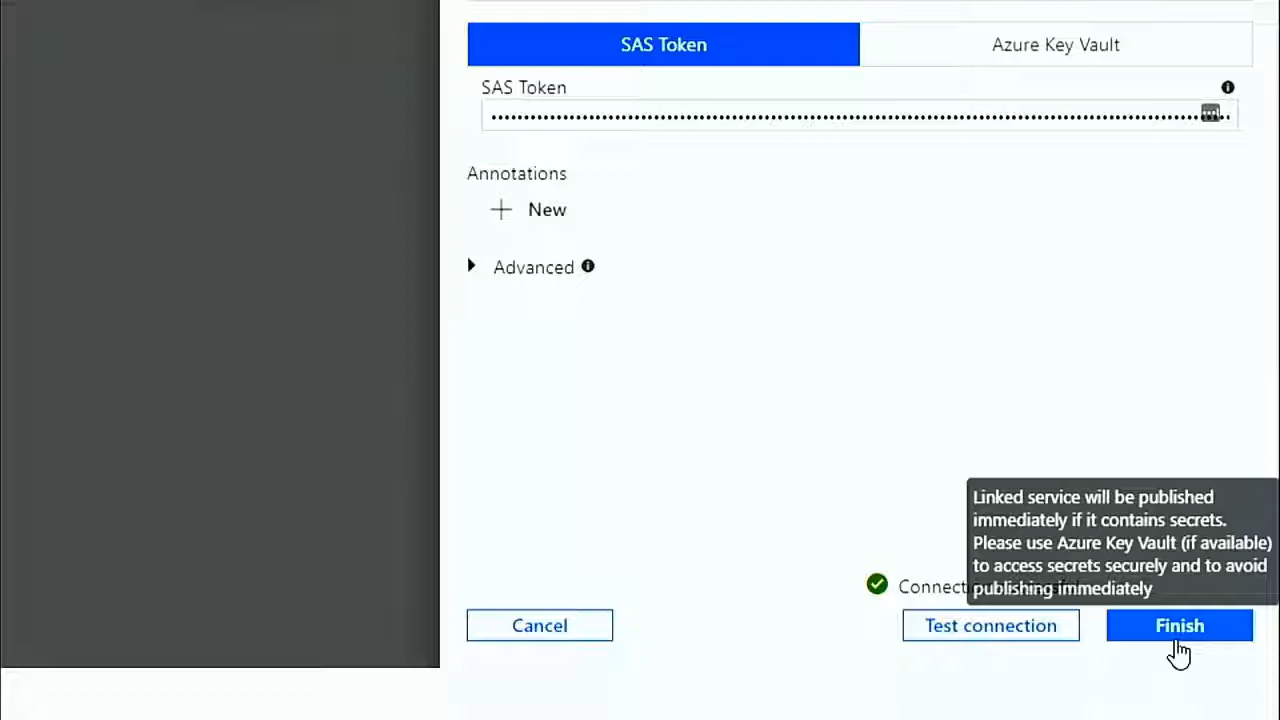 SAS Token
Azure Key Vault
SAS Token
Annotations
New
Advanced
Linked service will be published
immediately if it contains secrets.
Please use Azure Key Vault (if available)
to access secrets securely and to avoid
publishing immediately
Cancel
Test connection
Finish